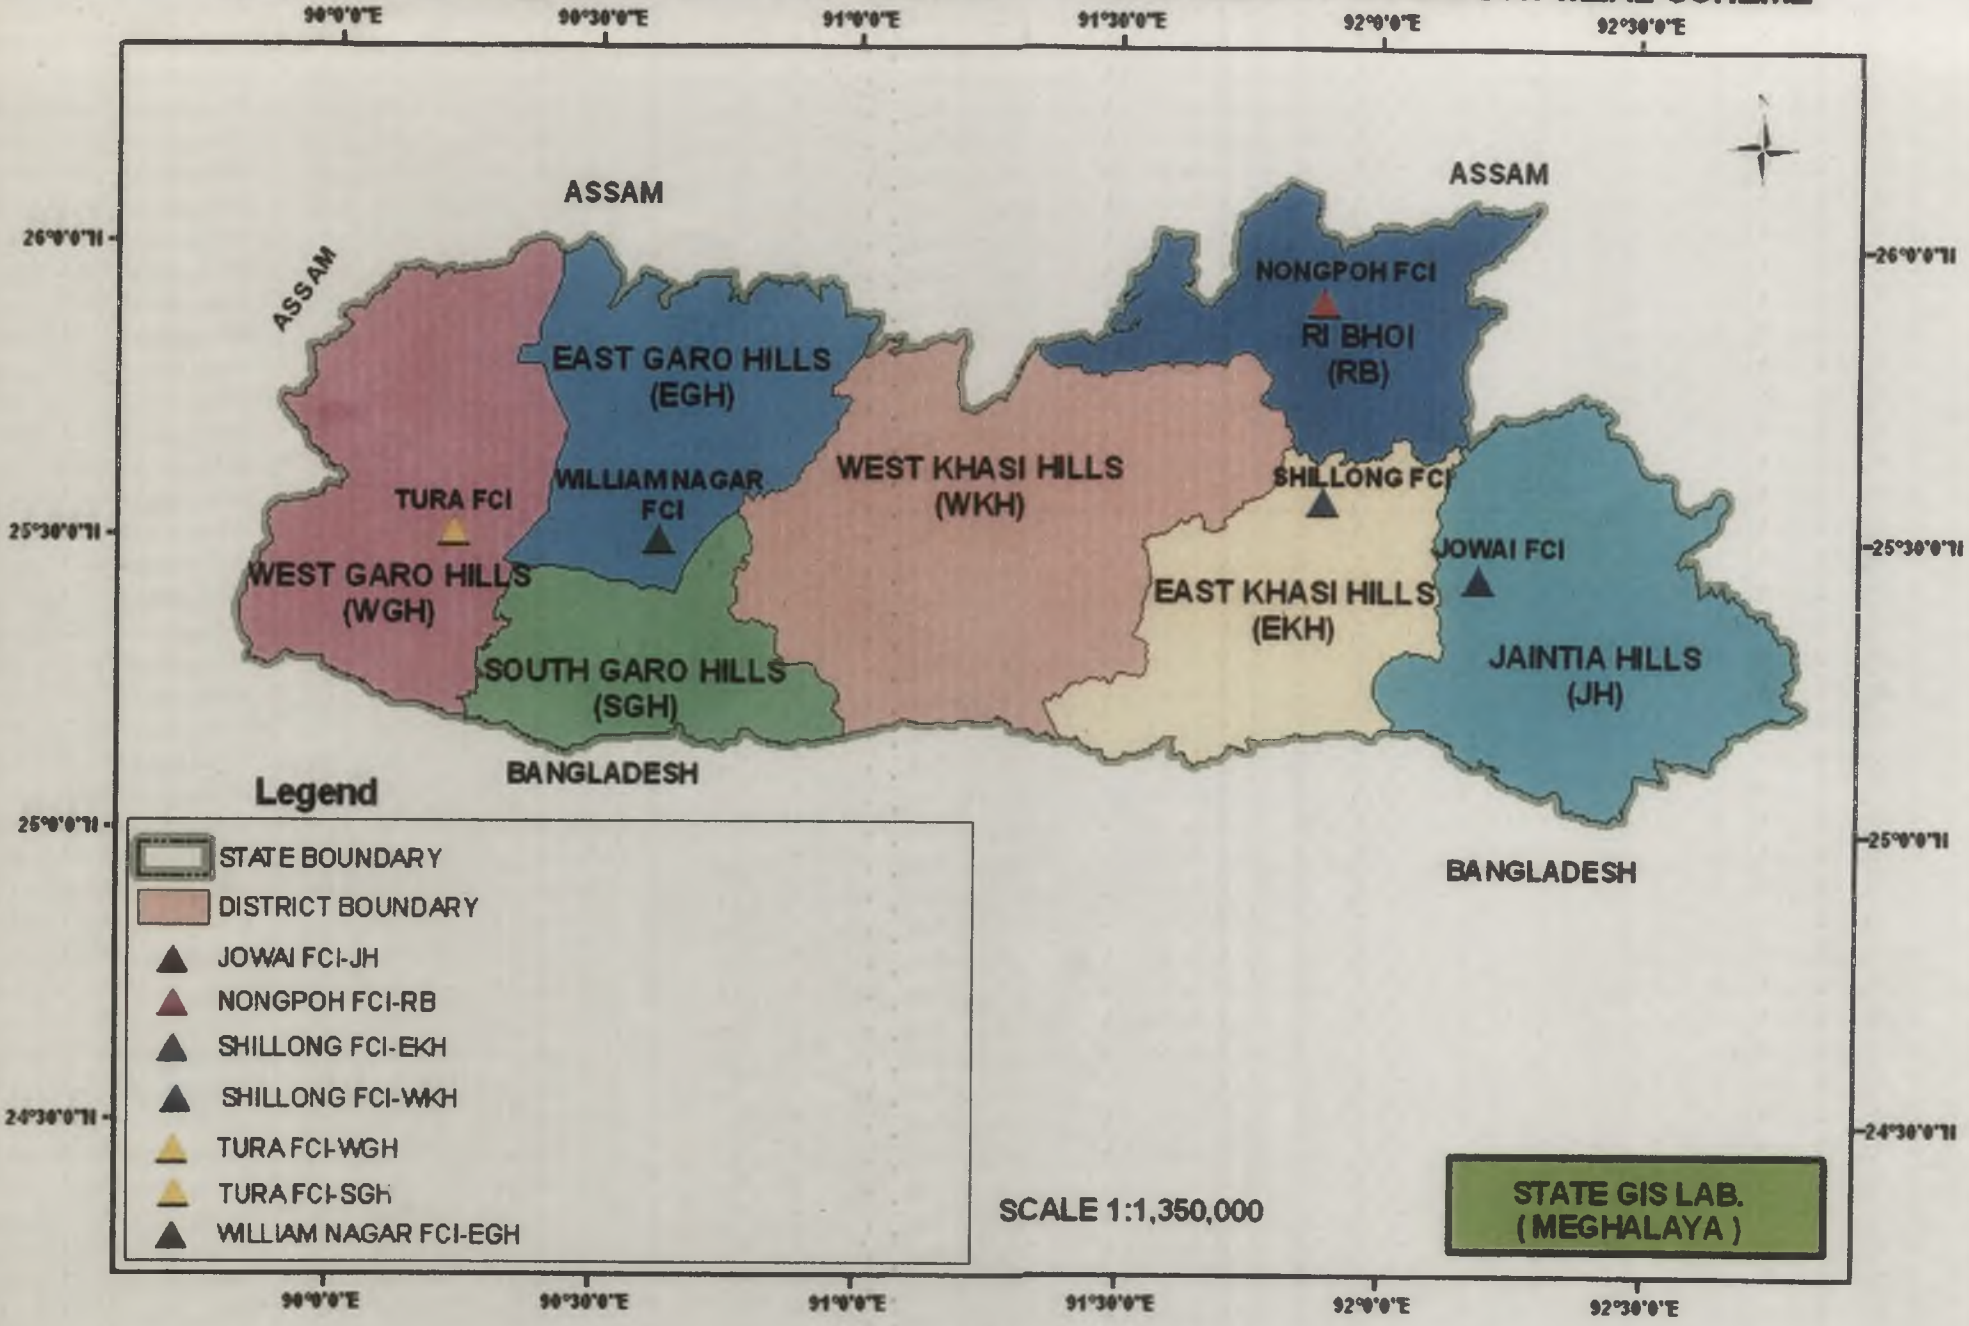 90°0'0"E 90°30'0"E 91°0'0"E 91°30'0"E 92°0'0"E 92°30'0"E
ASSAM
ASSAM
ASSAM
26°0'0"N
26°0'0"N
NONGPOH FCI
RI BHOI
(RB)
EAST GARO HILLS
(EGH)
WEST KHASI HILLS
(WKH)
WILLIAM NAGAR
FCI
TURA FCI
SHILLONG FCI
25°30'0"N
25°30'0"N
JOWAI FCI
WEST GARO HILLS
(WGH)
EAST KHASI HILLS
(EKH)
SOUTH GARO HILLS
(SGH)
JAINTIA HILLS
(JH)
BANGLADESH
BANGLADESH
25°0'0"N
25°0'0"N
Legend
STATE BOUNDARY
DISTRICT BOUNDARY
JOWAI FCI-JH
NONGPOH FCI-RB
SHILLONG FCI-EKH
SHILLONG FCI-WKH
TURA FCI-WGH
TURA FCI-SGH
WILLIAM NAGAR FCI-EGH
24°30'0"N
24°30'0"N
SCALE 1:1,350,000
STATE GIS LAB.
(MEGHALAYA)
90°0'0"E 90°30'0"E 91°0'0"E 91°30'0"E 92°0'0"E 92°30'0"E